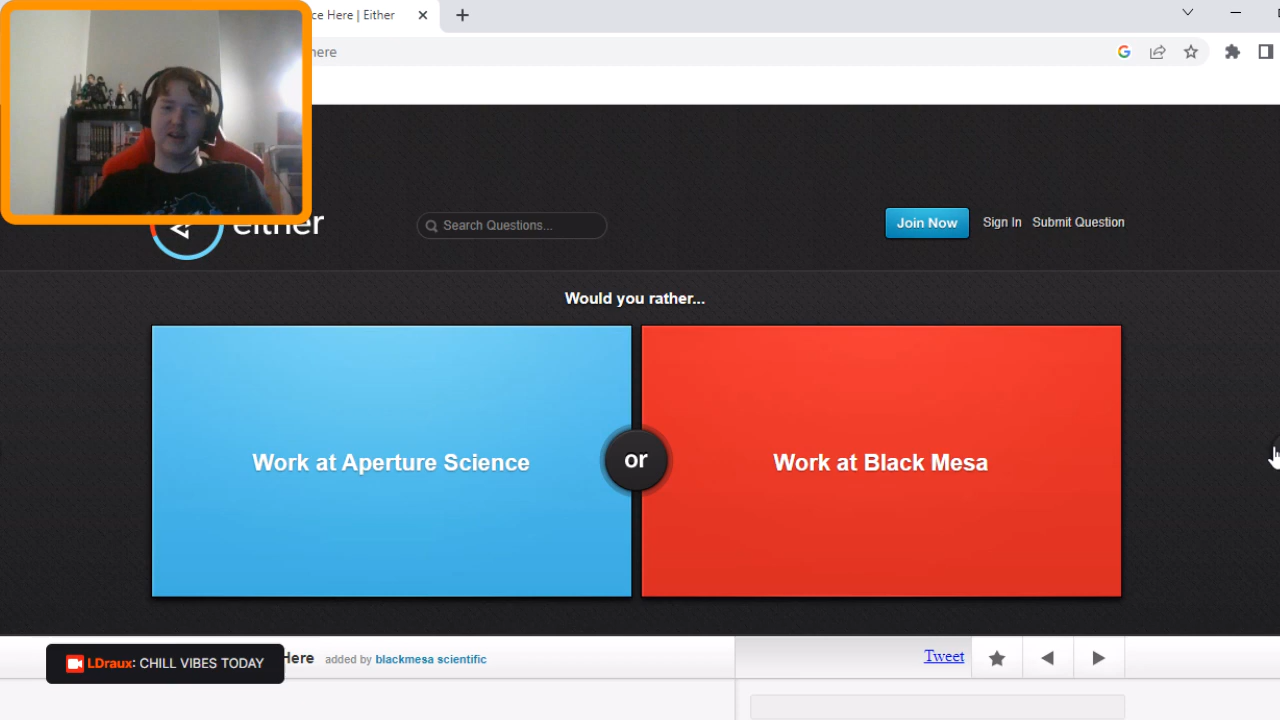 ce Here | Either
here
either
Search Questions...
Join Now
Sign In
Submit Question
Would you rather...
Work at Aperture Science
or
Work at Black Mesa
LDraux: CHILL VIBES TODAY
Here added by blackmesa scientific
Tweet